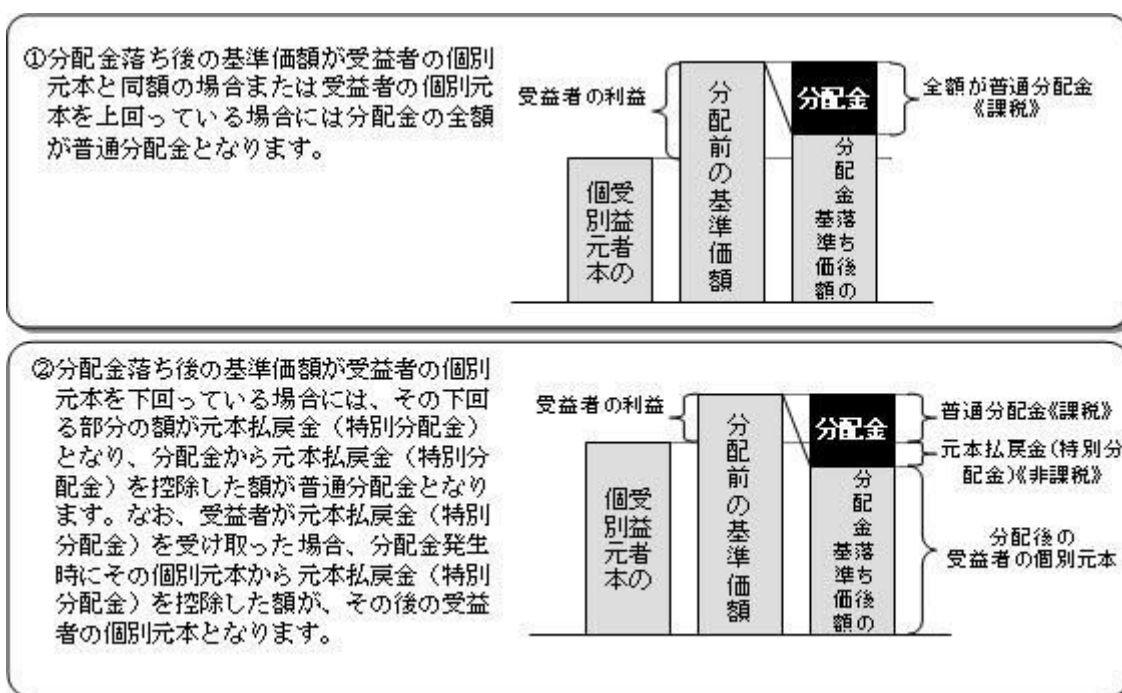 ①分配金落ち後の基準価額が受益者の個別
元本と同額の場合または受益者の個別元
本を上回っている場合には分配金の全額
が普通分配金となります。
受益者の利益
受益者の
個別元本
分配前の基準価額
分配金
分配金落ち後の
基準価額
全額が普通分配金
《課税》
②分配金落ち後の基準価額が受益者の個別
元本を下回っている場合には、その下回
る部分の額が元本払戻金(特別分配金)
となり、分配金から元本払戻金(特別分
配金)を控除した額が普通分配金となり
ます。なお、受益者が元本払戻金(特別
分配金)を受け取った場合、分配金発生
時にその個別元本から元本払戻金(特別
分配金)を控除した額が、その後の受益
者の個別元本となります。
受益者の利益
受益者の
個別元本
分配前の基準価額
分配金
分配金落ち後の
基準価額
普通分配金《課税》
元本払戻金(特別分
配金)《非課税》
分配後の
受益者の個別元本